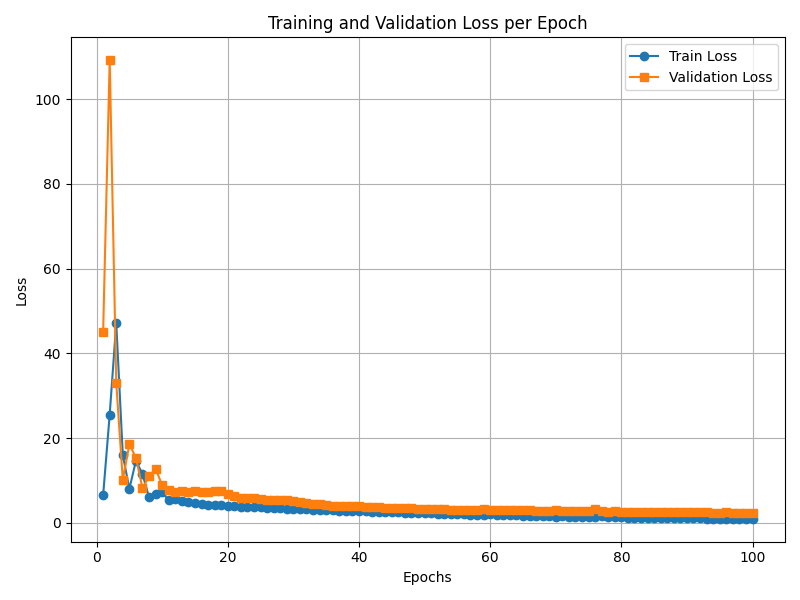 Training and Validation Loss per Epoch
Train Loss
Validation Loss
100
80
60
40
20
0
Loss
0 20 40 60 80 100
Epochs